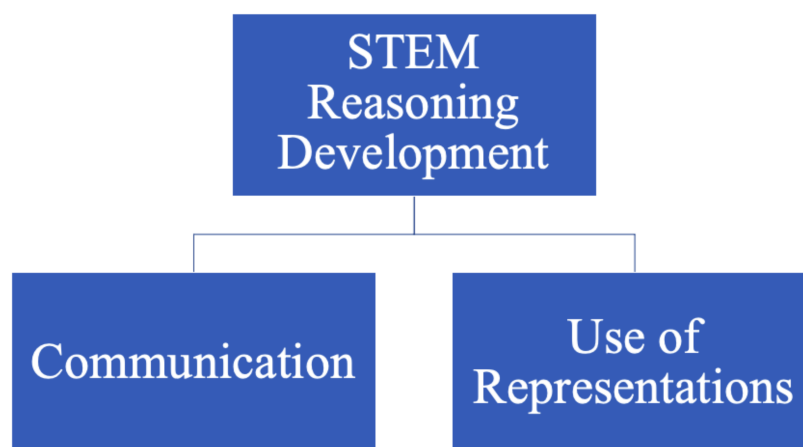 STEM
Reasoning
Development
Communication
Use of
Representations